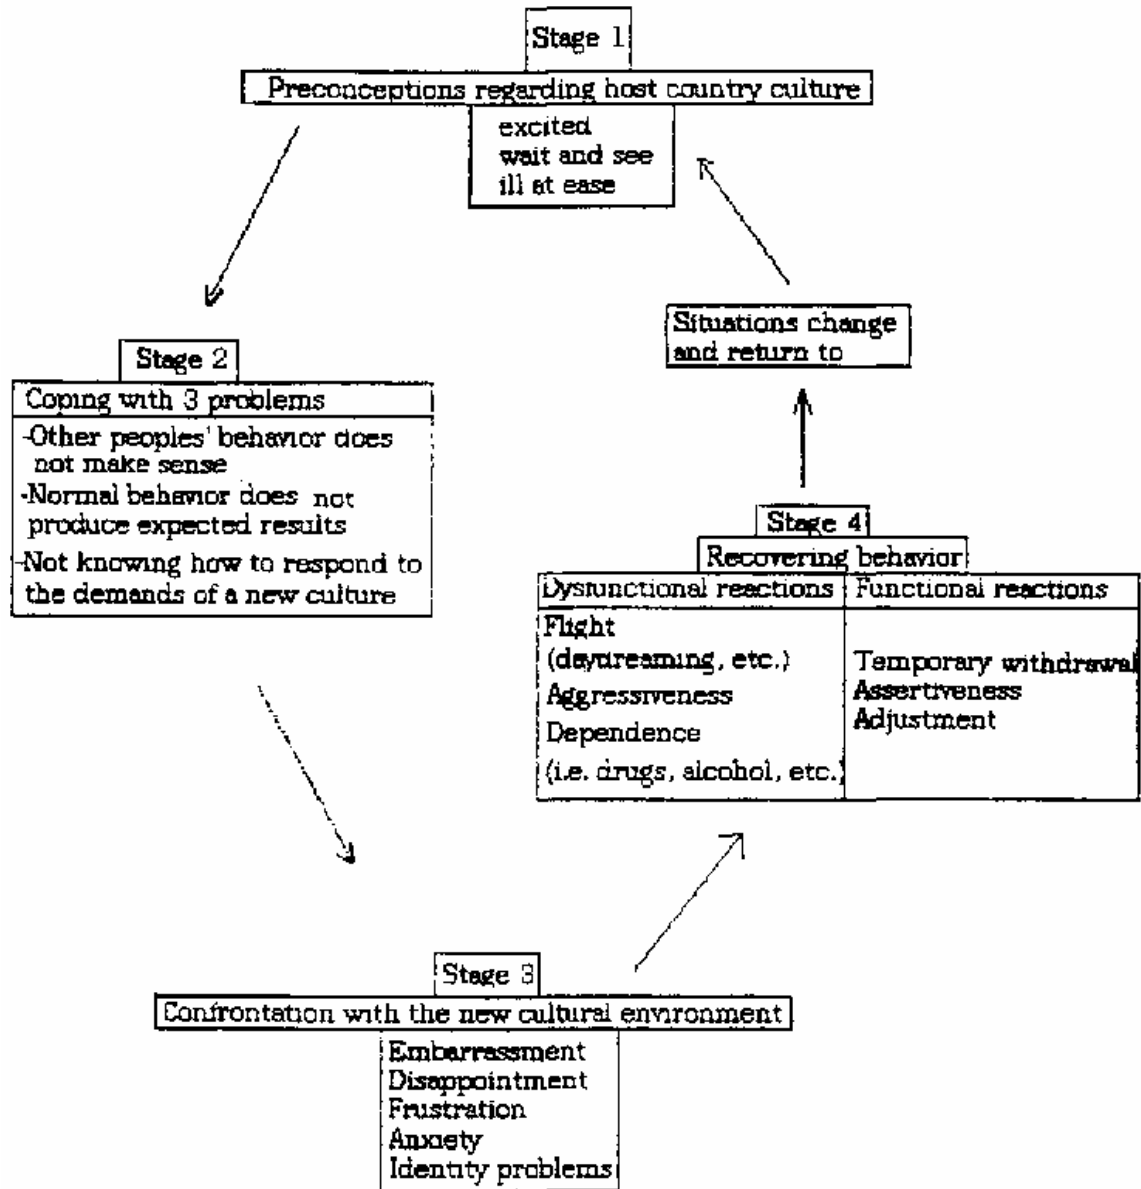 Stage 1
Preconceptions regarding host country culture
excited
wait and see
ill at ease
Stage 2
Coping with 3 problems
-Other peoples' behavior does
not make sense
-Normal behavior does not
produce expected results
-Not knowing how to respond to
the demands of a new culture
Stage 3
Confrontation with the new cultural environment
Embarrassment
Disappointment
Frustration
Anxiety
Identity problems
Stage 4
Recovering behavior
Dysfunctional reactions
Flight
(daydreaming, etc.)
Aggressiveness
Dependence
(i.e. drugs, alcohol, etc.)
Functional reactions
Temporary withdrawal
Assertiveness
Adjustment
Situations change
and return to